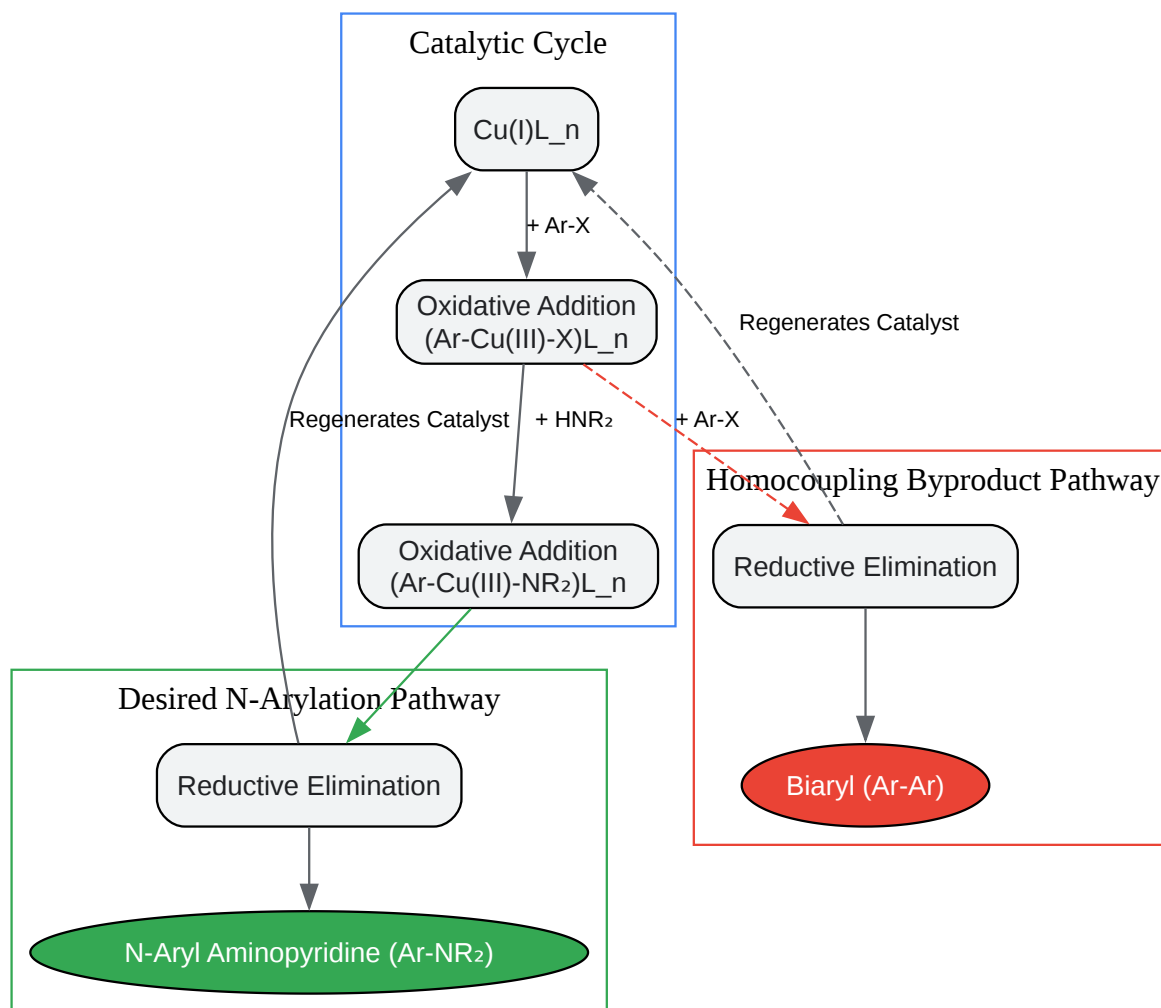 Catalytic Cycle
Cu(I)L_n
+ Ar-X
Oxidative Addition
(Ar-Cu(III)-X)L_n
Regenerates Catalyst
Regenerates Catalyst
+ HNR₂
+ Ar-X
Homocoupling Byproduct Pathway
Oxidative Addition
(Ar-Cu(III)-NR₂)L_n
Reductive Elimination
Desired N-Arylation Pathway
Reductive Elimination
Biaryl (Ar-Ar)
N-Aryl Aminopyridine (Ar-NR₂)